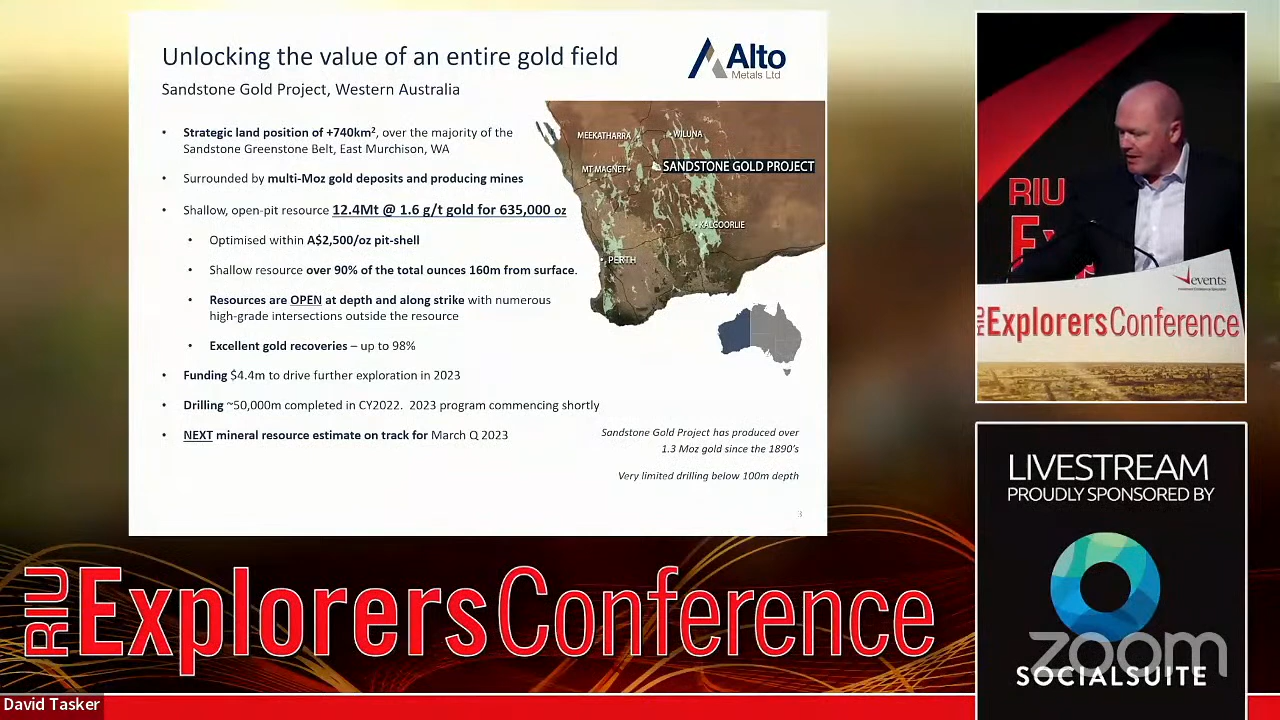 Unlocking the value of an entire gold field
Alto
Metals Ltd
Sandstone Gold Project, Western Australia
• Strategic land position of +740km², over the majority of the
Sandstone Greenstone Belt, East Murchison, WA
• Surrounded by multi-Moz gold deposits and producing mines
• Shallow, open-pit resource 12.4Mt @ 1.6 g/t gold for 635,000 oz
• Optimised within A$2,500/oz pit-shell
• Shallow resource over 90% of the total ounces 160m from surface.
• Resources are OPEN at depth and along strike with numerous
high-grade intersections outside the resource
• Excellent gold recoveries – up to 98%
• Funding $4.4m to drive further exploration in 2023
• Drilling ~50,000m completed in CY2022. 2023 program commencing shortly
• NEXT mineral resource estimate on track for March Q 2023
MEEKATHARRA
WILUNA
MT MAGNET
SANDSTONE GOLD PROJECT
KALGOORLIE
PERTH
Sandstone Gold Project has produced over
1.3 Moz gold since the 1890's
Very limited drilling below 100m depth
3
RIU
Ex
events
RIU ExplorersConference
LIVESTREAM
PROUDLY SPONSORED BY
zoom
SOCIALSUITE
RIU ExplorersConference
David Tasker